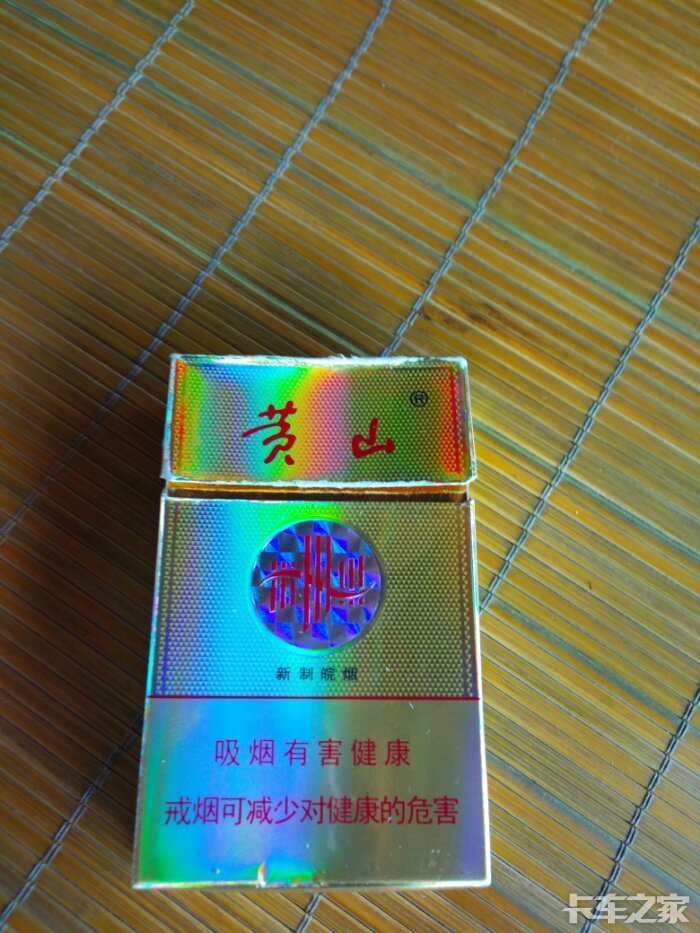 黄山®
新制皖烟
吸烟有害健康
戒烟可减少对健康的危害
卡车之家